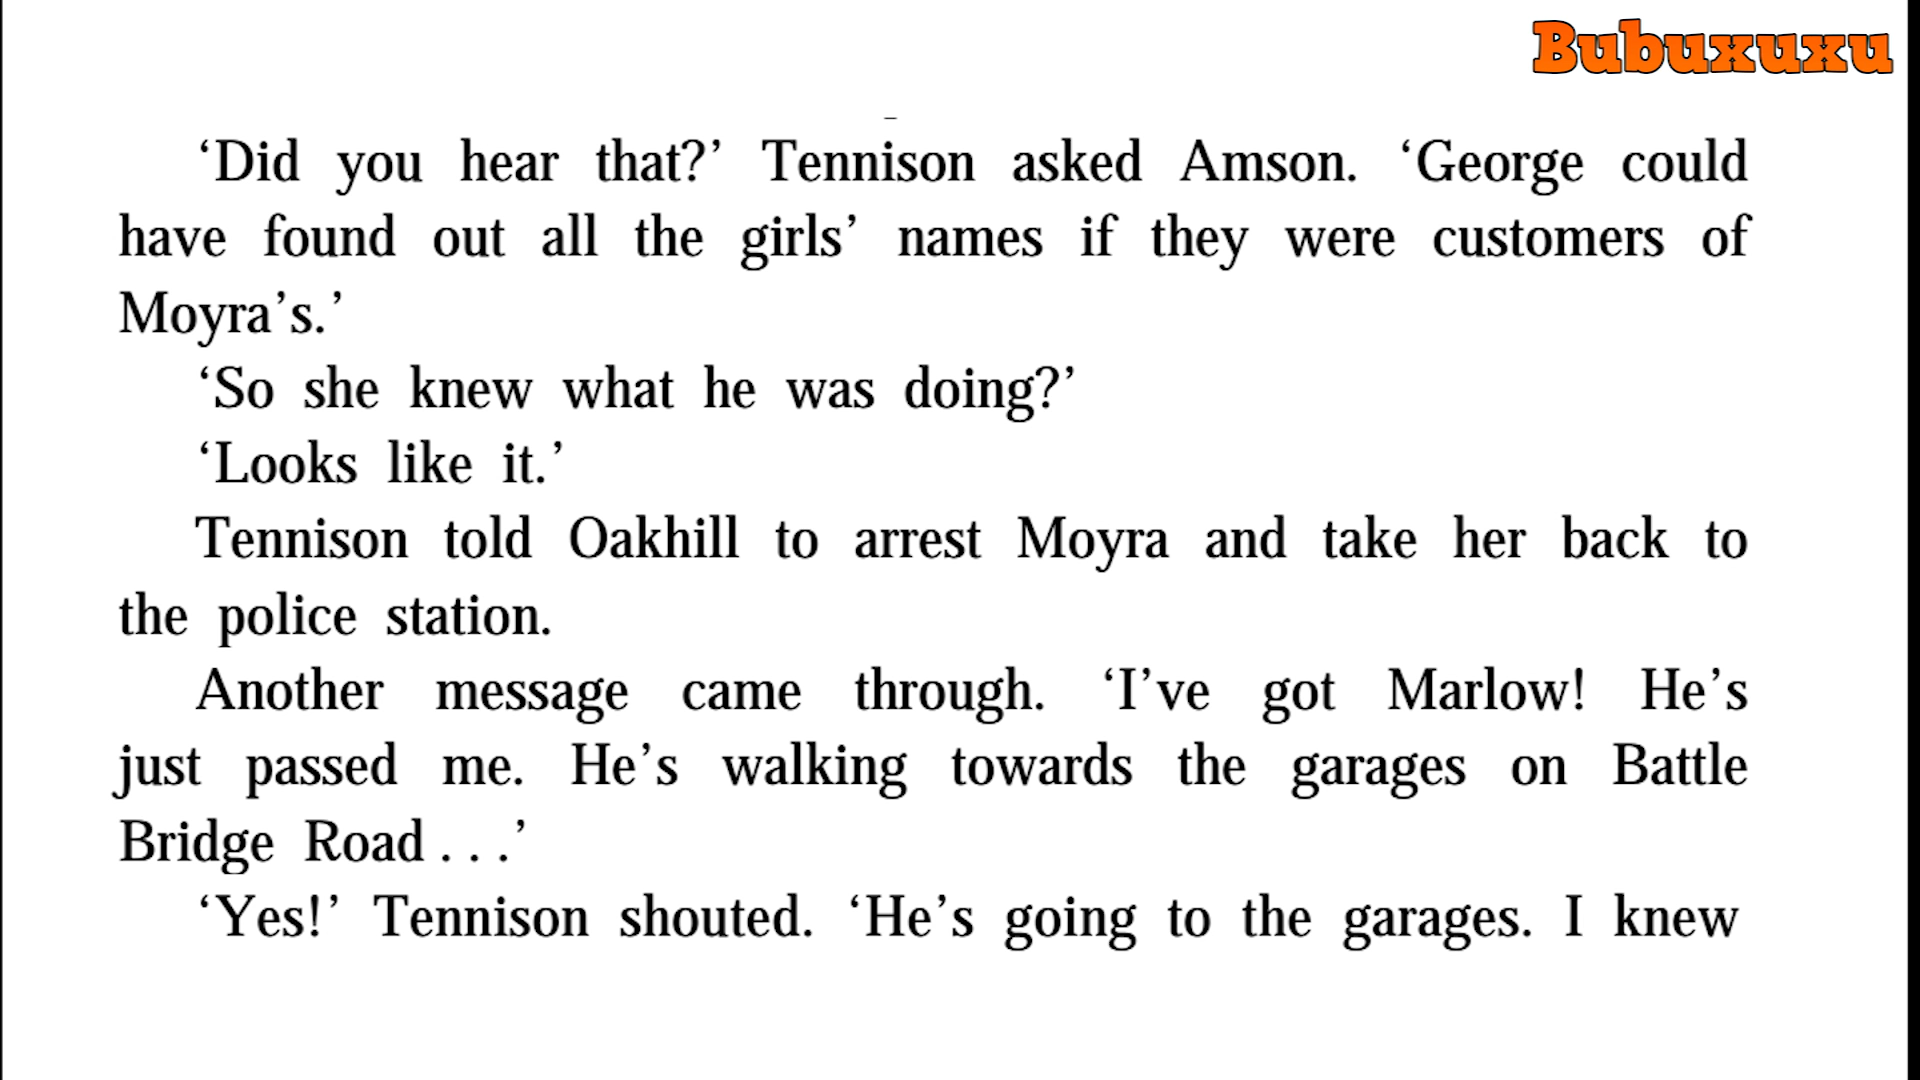 Bubuxuxu
‘Did you hear that?’ Tennison asked Amson. ‘George could
have found out all the girls’ names if they were customers of
Moyra’s.’
‘So she knew what he was doing?’
‘Looks like it.’
Tennison told Oakhill to arrest Moyra and take her back to
the police station.
Another message came through. ‘I’ve got Marlow! He’s
just passed me. He’s walking towards the garages on Battle
Bridge Road . . .’
‘Yes!’ Tennison shouted. ‘He’s going to the garages. I knew